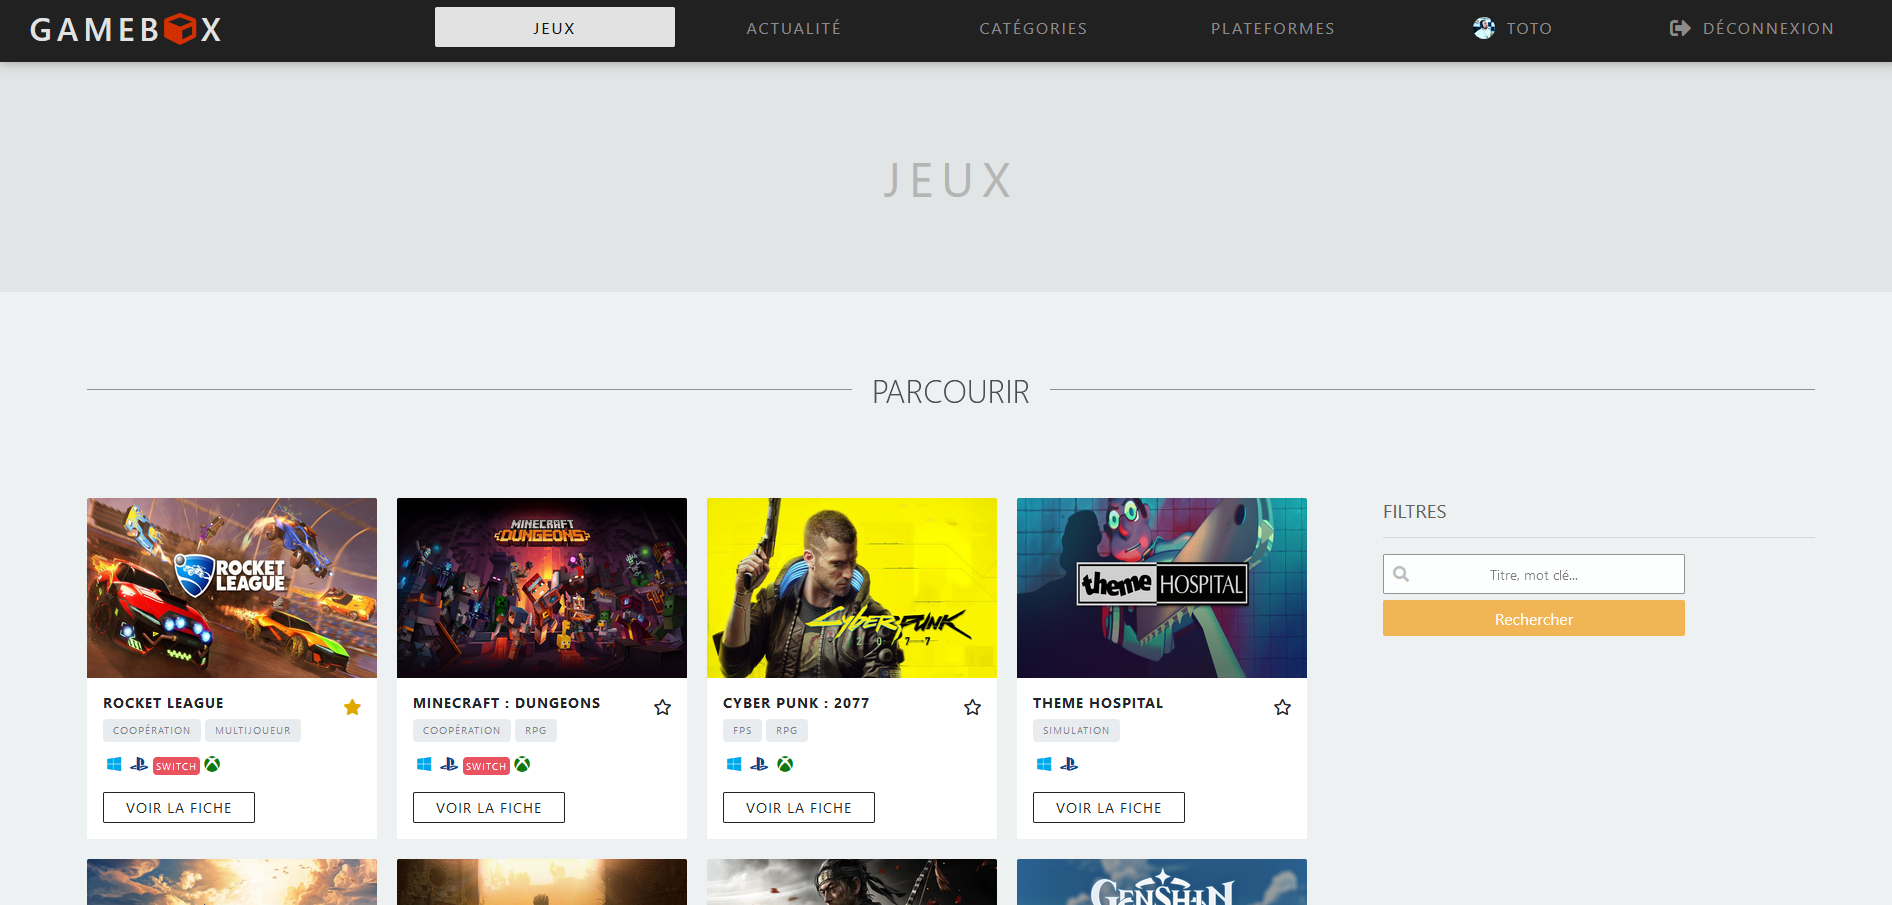 GAMEBOX
JEUX
ACTUALITÉ
CATÉGORIES
PLATEFORMES
TOTO
DÉCONNEXION
JEUX
PARCOURIR
ROCKET
LEAGUE
ROCKET LEAGUE
COOPÉRATION
MULTIJOUEUR
SWITCH
VOIR LA FICHE
MINECRAFT
DUNGEONS
MINECRAFT : DUNGEONS
COOPÉRATION
RPG
SWITCH
VOIR LA FICHE
CYBERPUNK
2077
CYBER PUNK : 2077
FPS
RPG
VOIR LA FICHE
theme HOSPITAL
THEME HOSPITAL
SIMULATION
VOIR LA FICHE
FILTRES
Titre, mot clé...
Rechercher
GENSHIN